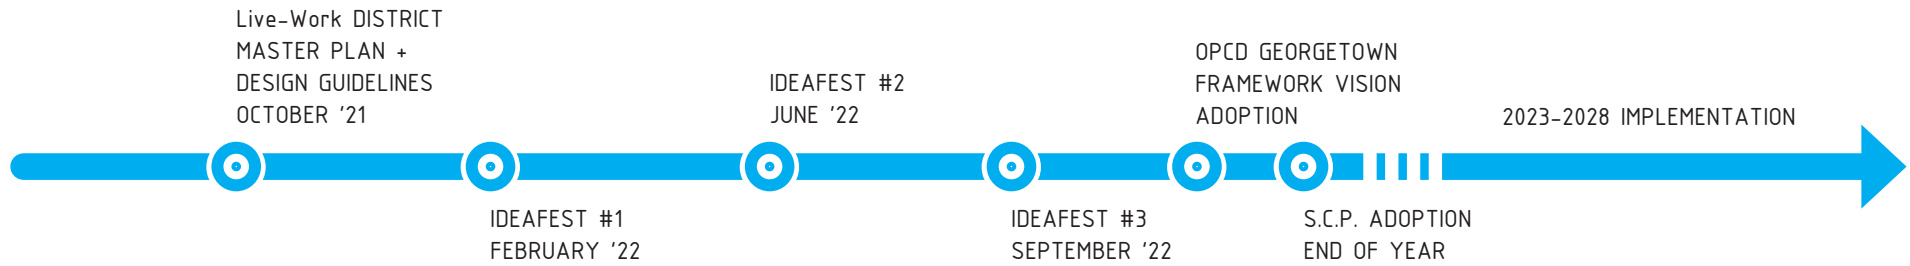 Live-Work DISTRICT
MASTER PLAN +
DESIGN GUIDELINES
OCTOBER '21
IDEAFEST #1
FEBRUARY '22
IDEAFEST #2
JUNE '22
IDEAFEST #3
SEPTEMBER '22
OPCD GEORGETOWN
FRAMEWORK VISION
ADOPTION
S.C.P. ADOPTION
END OF YEAR
2023-2028 IMPLEMENTATION